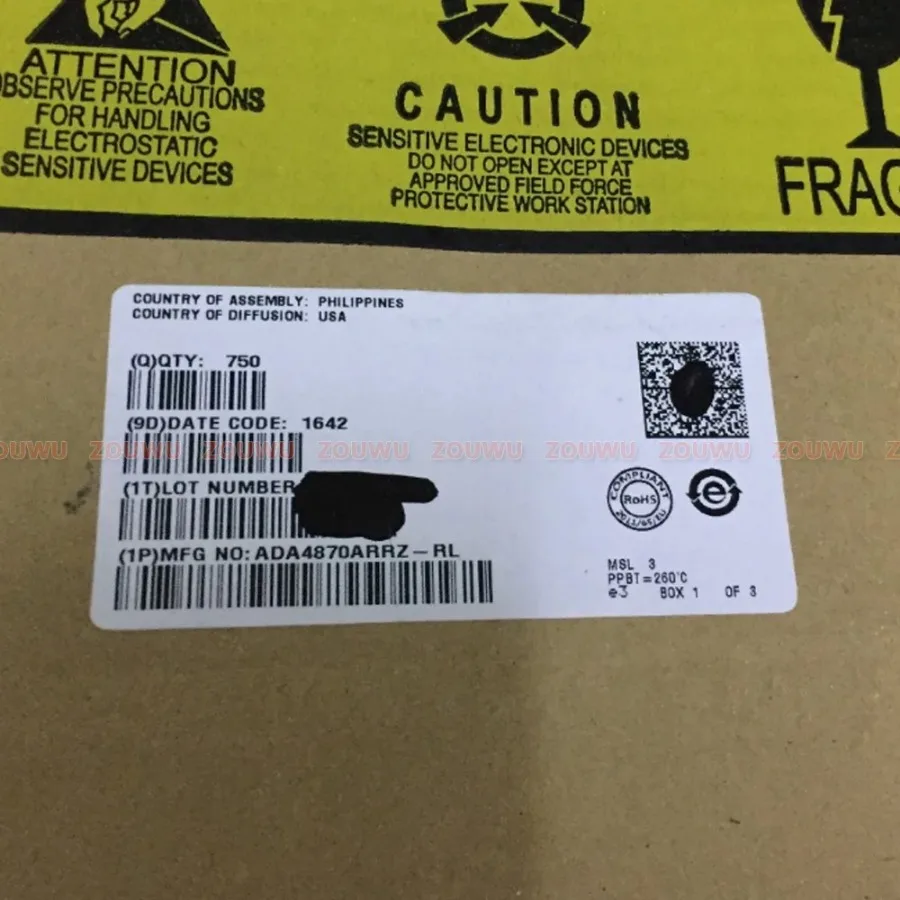 ATTENTION
OBSERVE PRECAUTIONS
FOR HANDLING
ELECTROSTATIC
SENSITIVE DEVICES
CAUTION
SENSITIVE ELECTRONIC DEVICES
DO NOT OPEN EXCEPT AT
APPROVED FIELD FORCE
PROTECTIVE WORK STATION
FRAG
COUNTRY OF ASSEMBLY: PHILIPPINES
COUNTRY OF DIFFUSION: USA
(Q)QTY: 750
(9D)DATE CODE: 1642
ZOUWU ZOUWU ZOUWU ZOUWU ZOUWU ZOUWU ZOUWU ZOUWU
(1T)LOT NUMBER
(1P)MFG NO: ADA4870ARRZ-RL
COMPLIANT
RoHS
e
MSL 3
PPBT=260°C
e3 BOX 1 OF 3